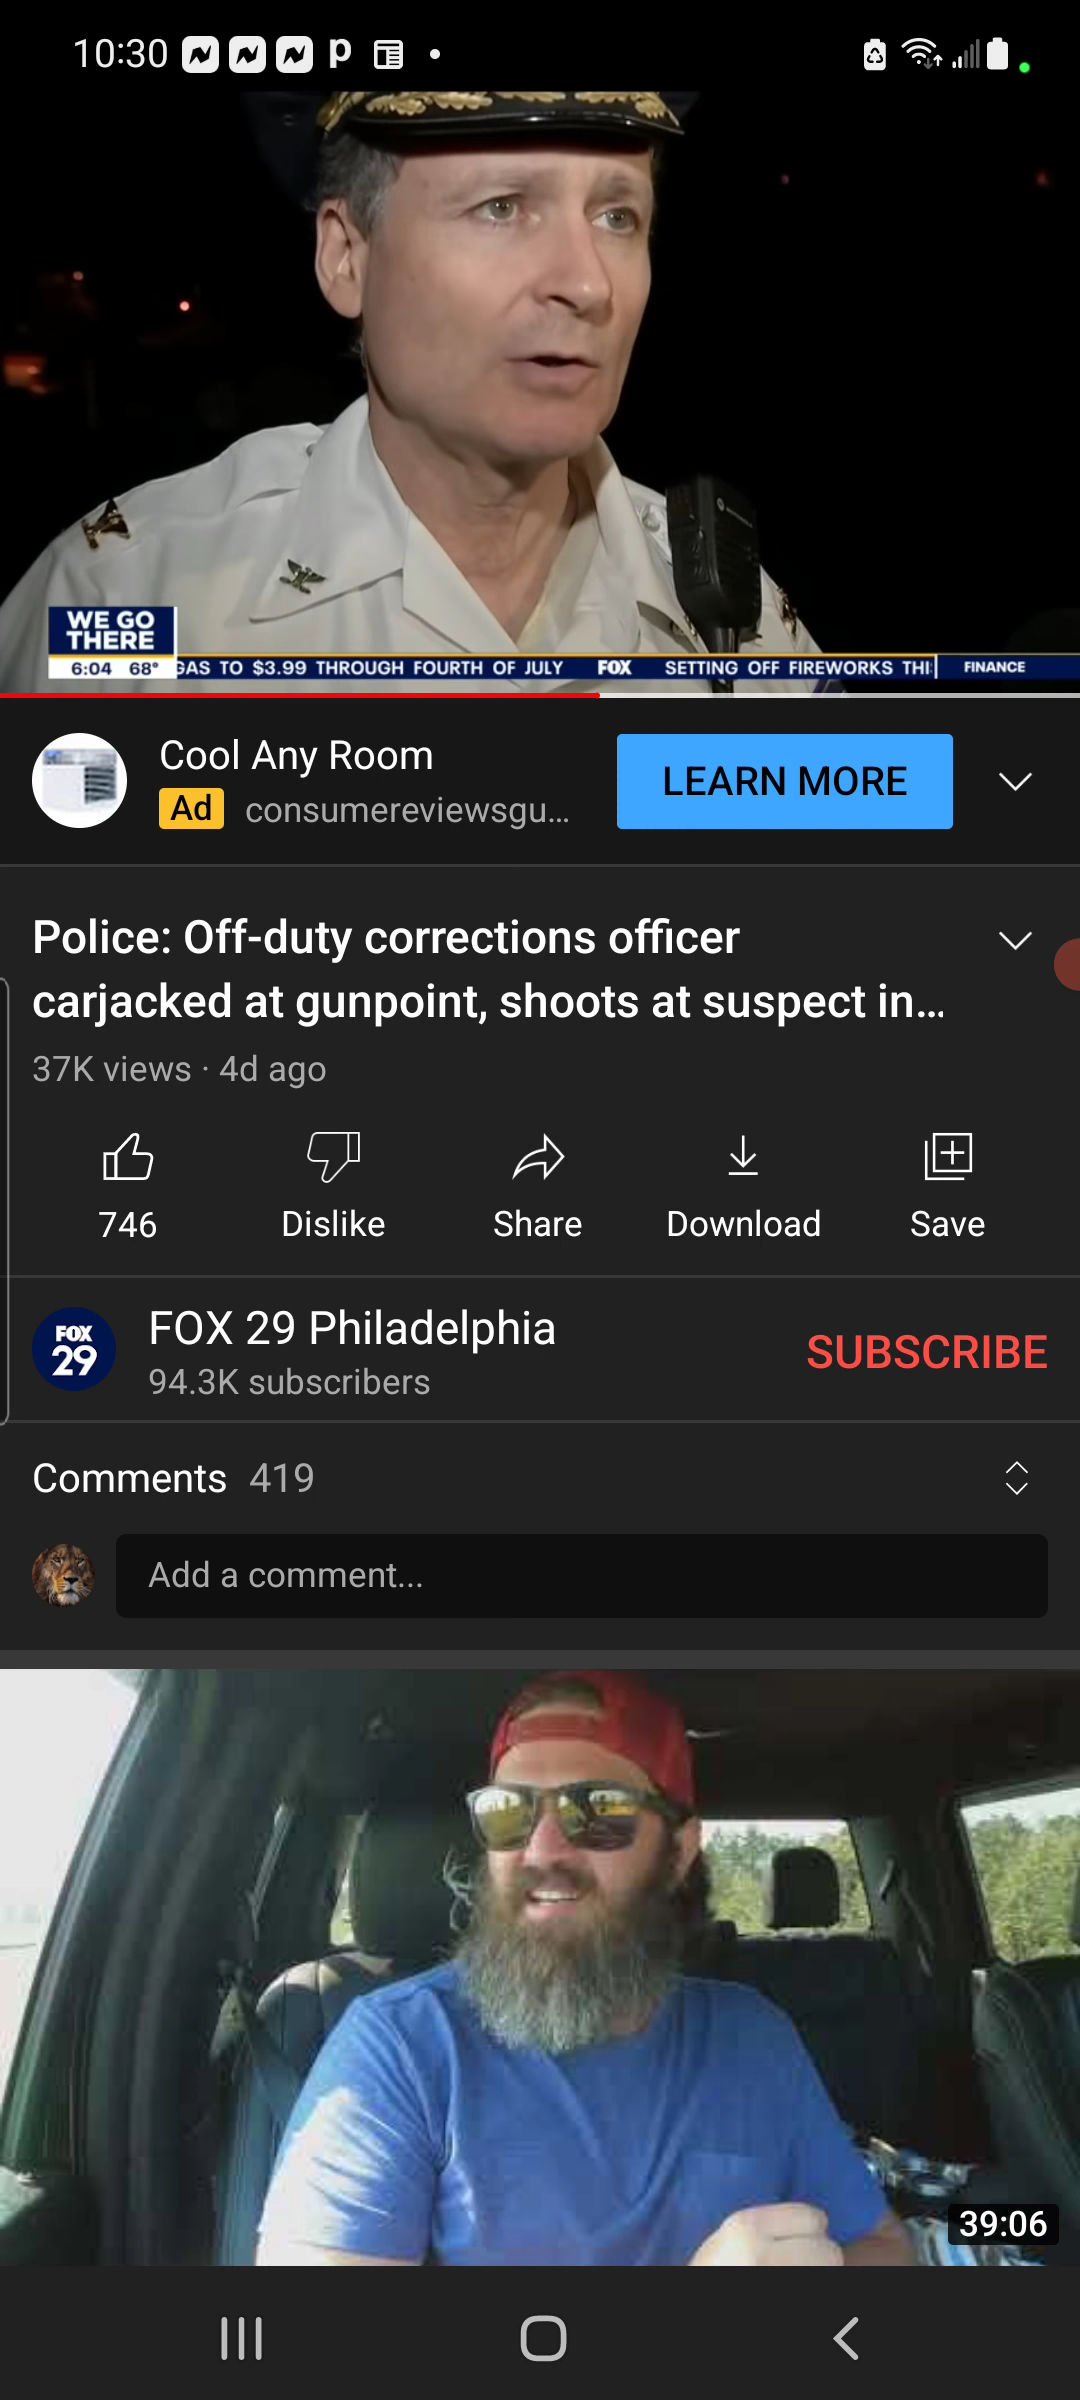 10:30
WE GO
THERE
6:04 68° GAS TO $3.99 THROUGH FOURTH OF JULY FOX SETTING OFF FIREWORKS THI FINANCE
Cool Any Room
LEARN MORE
Ad consumereviewsgu...
Police: Off-duty corrections officer
carjacked at gunpoint, shoots at suspect in...
37K views · 4d ago
746 Dislike Share Download Save
FOX
29
FOX 29 Philadelphia
94.3K subscribers
SUBSCRIBE
Comments 419
Add a comment...
39:06